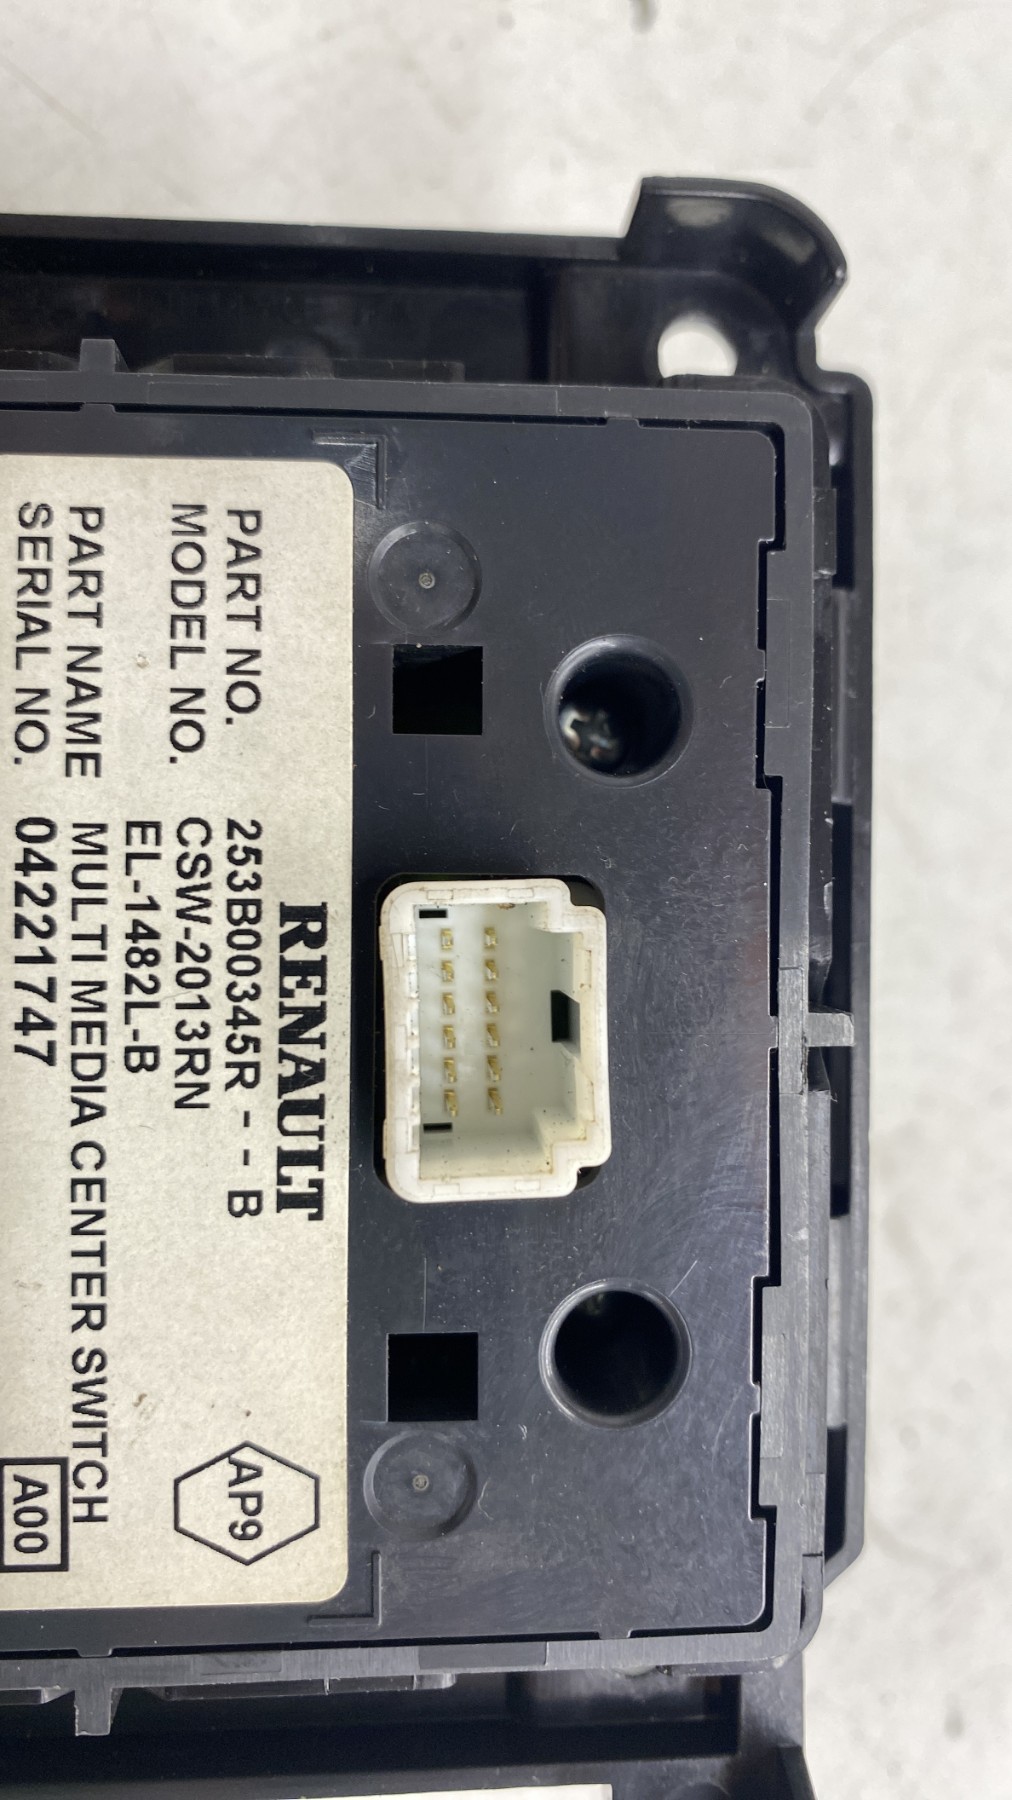 RENAULT
PART NO. 253B00345R - - B
MODEL NO. CSW-2013RN
EL-1482L-B
PART NAME MULTI MEDIA CENTER SWITCH
SERIAL NO. 04221747
AP9
A00